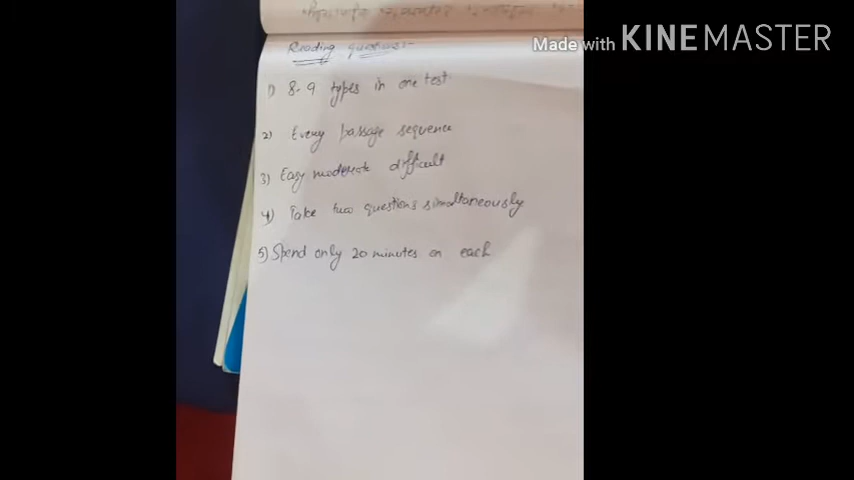 Made with KINEMASTER
Reading questions:-
1) 8-9 types in one test
2) Every passage sequence
3) Easy moderate difficult
4) Take two questions simultaneously
5) Spend only 20 minutes on each